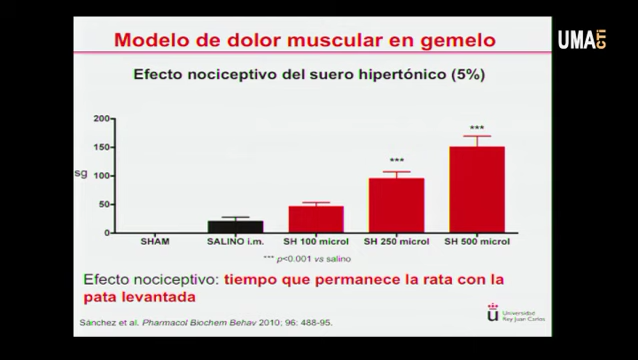 UMA CTI
Modelo de dolor muscular en gemelo
Efecto nociceptivo del suero hipertónico (5%)
200
150
100
50
0
sg
***
***
SHAM
SALINO i.m.
SH 100 microl
SH 250 microl
SH 500 microl
*** p<0.001 vs salino
Efecto nociceptivo: tiempo que permanece la rata con la
pata levantada
Sánchez et al. Pharmacol Biochem Behav 2010; 96: 488-95.
u
Universidad
Rey Juan Carlos